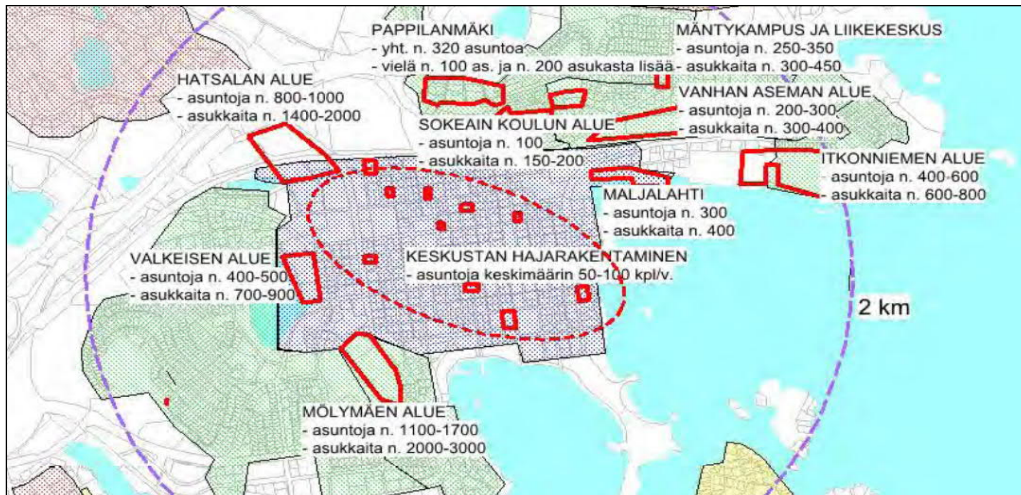 PAPPILANMÄKI
- yht. n. 320 asuntoa
- vielä n. 100 as. ja n. 200 asukasta lisää
MÄNTYKAMPUS JA LIIKEKESKUS
- asuntoja n. 250-350
- asukkaita n. 300-450
HATSALAN ALUE
- asuntoja n. 800-1000
- asukkaita n. 1400-2000
VANHAN ASEMAN ALUE
- asuntoja n. 200-300
- asukkaita n. 300-400
SOKEAIN KOULUN ALUE
- asuntoja n. 100
- asukkaita n. 150-200
ITKONNIEMEN ALUE
- asuntoja n. 400-600
- asukkaita n. 600-800
MALJALAHTI
- asuntoja n. 300
- asukkaita n. 400
VALKEISEN ALUE
- asuntoja n. 400-500
- asukkaita n. 700-900
KESKUSTAN HAJARAKENTAMINEN
- asuntoja keskimäärin 50-100 kpl/v.
2 km
MÖLYMÄEN ALUE
- asuntoja n. 1100-1700
- asukkaita n. 2000-3000